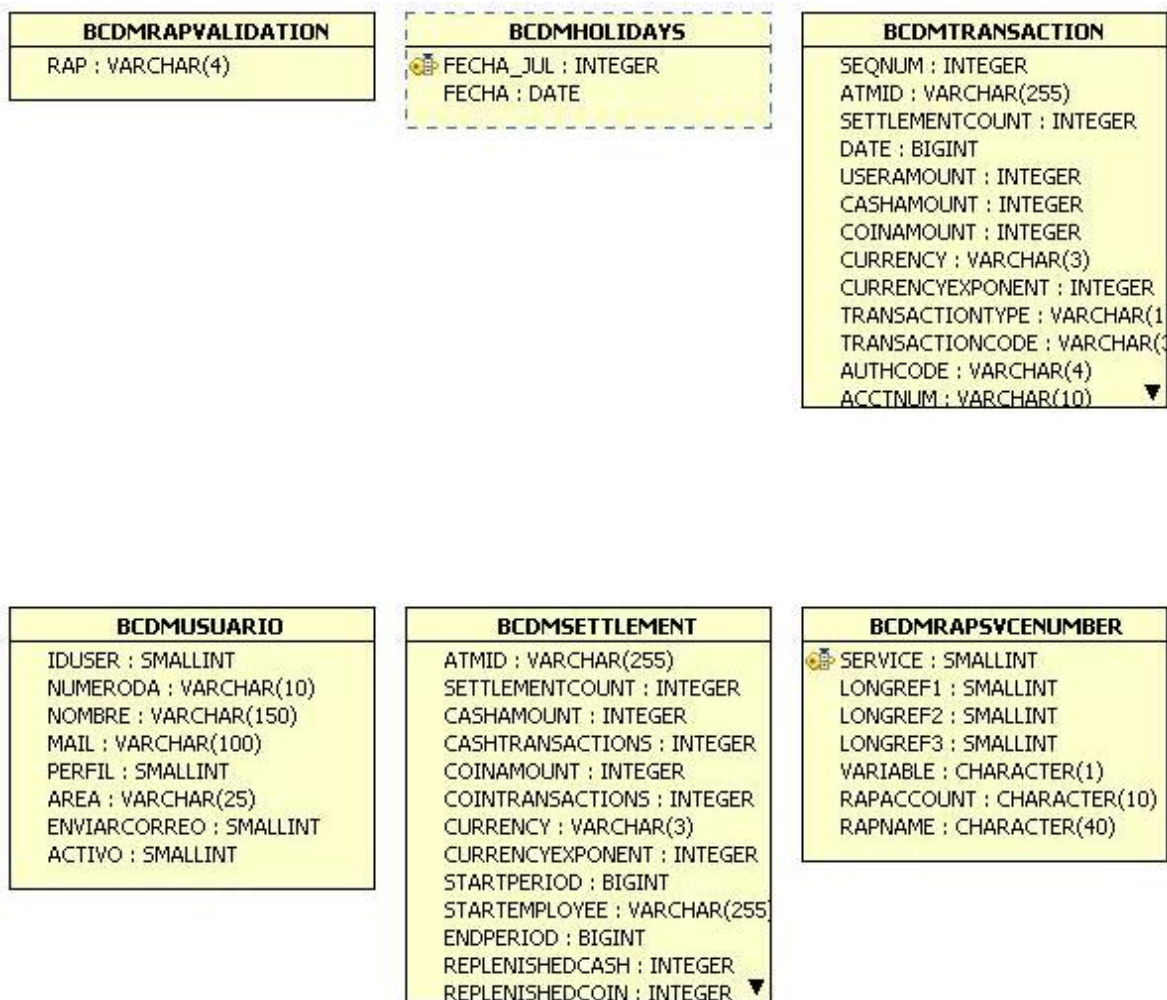 BCDMRAPVALIDATION
RAP : VARCHAR(4)
BCDMHOLIDAYS
FECHA_JUL : INTEGER
FECHA : DATE
BCDMTRANSACTION
SEQNUM : INTEGER
ATMID : VARCHAR(255)
SETTLEMENTCOUNT : INTEGER
DATE : BIGINT
USERAMOUNT : INTEGER
CASHAMOUNT : INTEGER
COINAMOUNT : INTEGER
CURRENCY : VARCHAR(3)
CURRENCYEXPONENT : INTEGER
TRANSACTIONTYPE : VARCHAR(1
TRANSACTIONCODE : VARCHAR(3
AUTHCODE : VARCHAR(4)
ACCTNUM : VARCHAR(10)
BCDMUSUARIO
IDUSER : SMALLINT
NUMERODA : VARCHAR(10)
NOMBRE : VARCHAR(150)
MAIL : VARCHAR(100)
PERFIL : SMALLINT
AREA : VARCHAR(25)
ENVIARCORREO : SMALLINT
ACTIVO : SMALLINT
BCDMSETTLEMENT
ATMID : VARCHAR(255)
SETTLEMENTCOUNT : INTEGER
CASHAMOUNT : INTEGER
CASHTRANSACTIONS : INTEGER
COINAMOUNT : INTEGER
COINTRANSACTIONS : INTEGER
CURRENCY : VARCHAR(3)
CURRENCYEXPONENT : INTEGER
STARTPERIOD : BIGINT
STARTEMPLOYEE : VARCHAR(255)
ENDPERIOD : BIGINT
REPLENISHEDCASH : INTEGER
REPLENISHEDCOIN : INTEGER
BCDMRAPSVCENUMBER
SERVICE : SMALLINT
LONGREF1 : SMALLINT
LONGREF2 : SMALLINT
LONGREF3 : SMALLINT
VARIABLE : CHARACTER(1)
RAPACCOUNT : CHARACTER(10)
RAPNAME : CHARACTER(40)